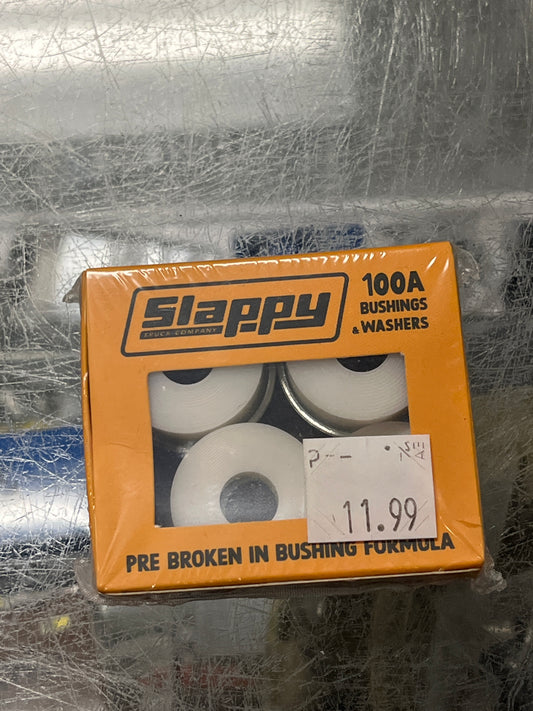 Slappy
TRUCK COMPANY
100A
BUSHINGS
& WASHERS
11.99
PRE BROKEN IN BUSHING FORMULA